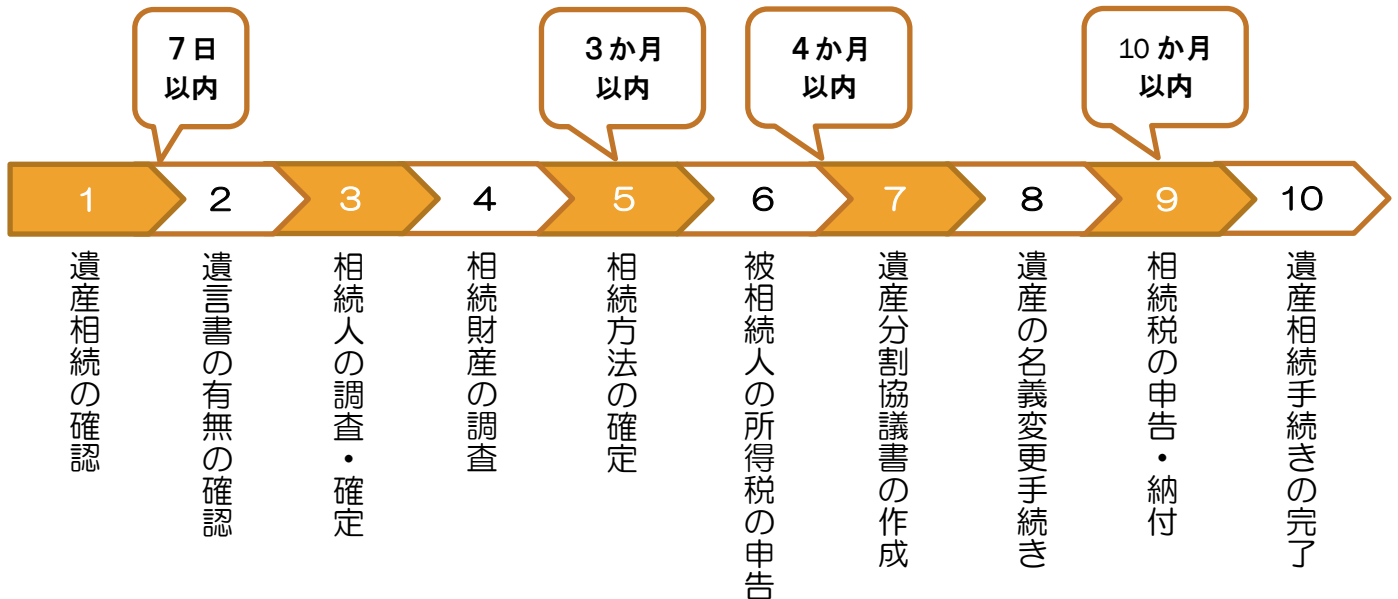 7日
以内
3か月
以内
4か月
以内
10か月
以内
1
2
3
4
5
6
7
8
9
10
遺産相続の確認
遺言書の有無の確認
相続人の調査・確定
相続財産の調査
相続方法の確定
被相続人の所得税の申告
遺産分割協議書の作成
遺産の名義変更手続き
相続税の申告・納付
遺産相続手続きの完了